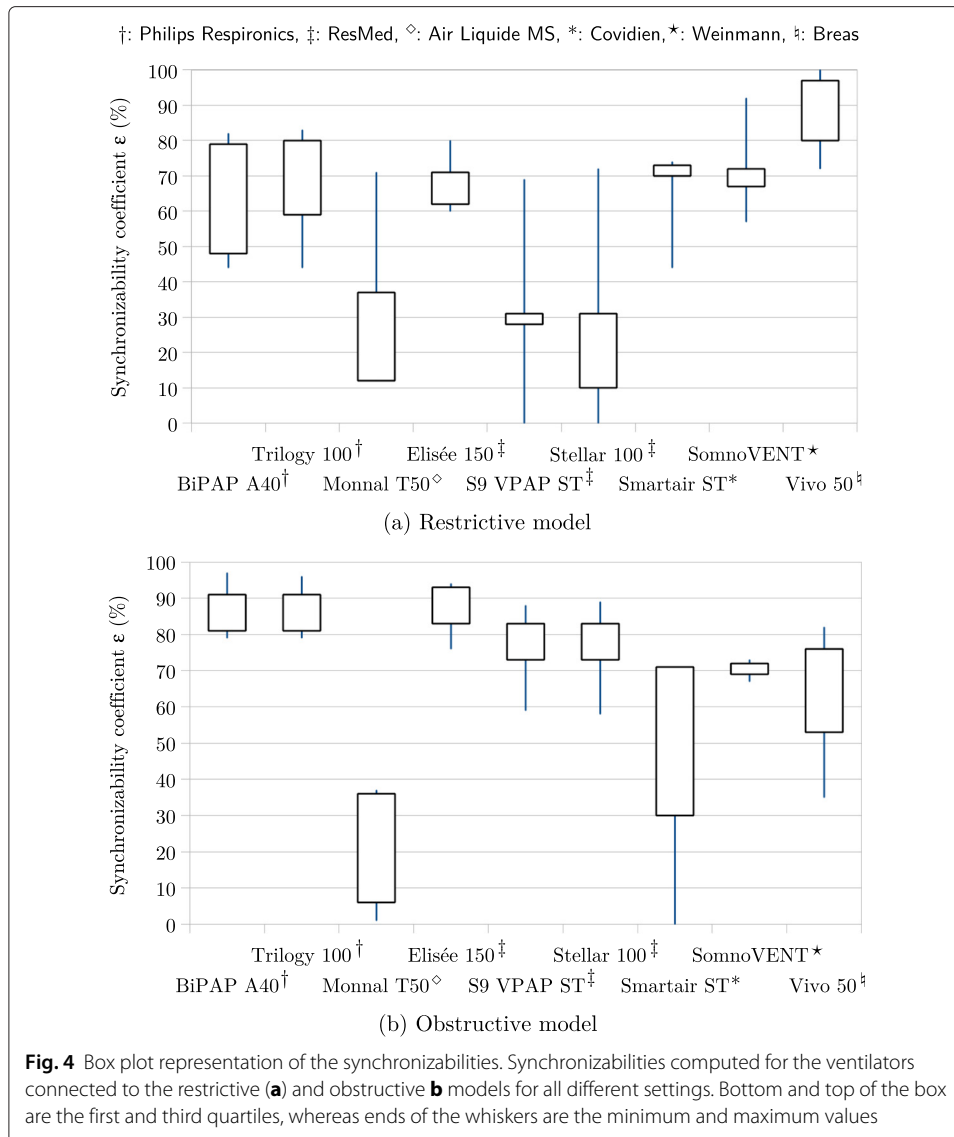 †: Philips Respironics, ‡: ResMed, ◇: Air Liquide MS, *: Covidien,★: Weinmann, ♮: Breas
Synchronizability coefficient ε (%)
100
90
80
70
60
50
40
30
20
10
0
Trilogy 100† Elisée 150‡ Stellar 100‡ SomnoVENT★
BiPAP A40† Monnal T50◇ S9 VPAP ST‡ Smartair ST* Vivo 50♮
(a) Restrictive model
Synchronizability coefficient ε (%)
100
90
80
70
60
50
40
30
20
10
0
Trilogy 100† Elisée 150‡ Stellar 100‡ SomnoVENT★
BiPAP A40† Monnal T50◇ S9 VPAP ST‡ Smartair ST* Vivo 50♮
(b) Obstructive model
Fig. 4 Box plot representation of the synchronizabilities. Synchronizabilities computed for the ventilators
connected to the restrictive (a) and obstructive b models for all different settings. Bottom and top of the box
are the first and third quartiles, whereas ends of the whiskers are the minimum and maximum values